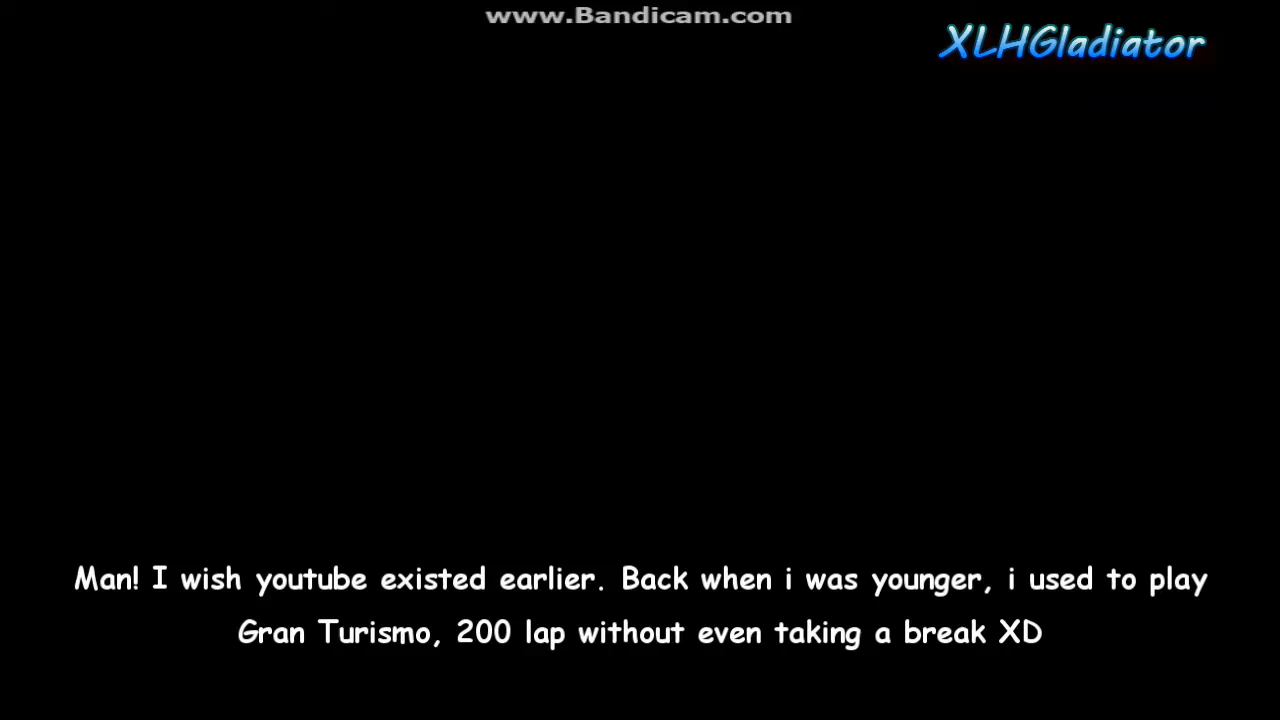 www.Bandicam.com
XLHGladiator
Man! I wish youtube existed earlier. Back when i was younger, i used to play
Gran Turismo, 200 lap without even taking a break XD